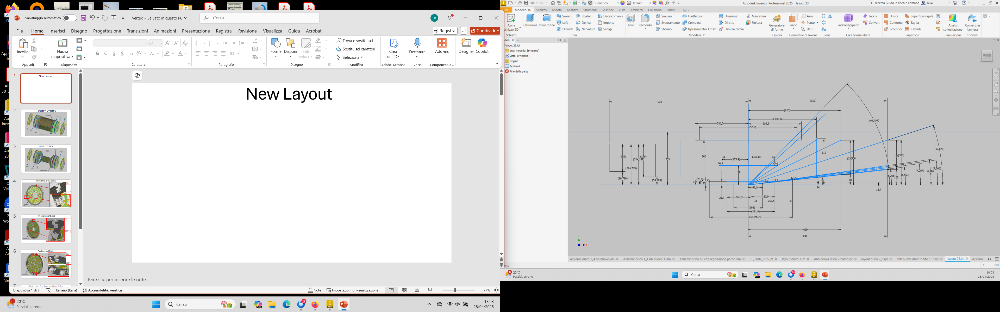 Salvataggio automatico
vertex • Salvato in questo PC
Cerca
FB
File Home Inserisci Disegno Progettazione Transizioni Animazioni Presentazione Registra Revisione Visualizza Guida Acrobat
Registra
Condividi
Incolla
Nuova
diapositiva
54
Forme
Disponi
Stili
veloci
Trova e sostituisci
Sostituisci caratteri
Seleziona
Crea
un PDF
Dettatura
Add-ins
Designer
Copilot
Appunti
Diapositive
Carattere
Paragrafo
Disegno
Modifica
Adobe Acrobat
Voce
Componenti a...
1
New Layout
2
OUTER VERTEX
3
MIDDLE VERTEX
4
Positioning of the Disk 2
5
Positioning of Disk 2
6
Positioning of Disk 1
New Layout
Fare clic per inserire le note
Diapositiva 1 di 8
Italiano (Italia)
Accessibilità: verifica
Note
Impostazioni di visualizzazione
77%
8
20°C
Parzial. sereno
Cerca
28
18:03
28/04/2025
Generico
Default
Autodesk Inventor Professional 2025 layout 23
Ricerca Guida in linea e comand
bosi
File Modello 3D Schizzo Annota Analizza Strumenti Gestione Vista Ambienti Collabora Fusion
Avvia
schizzo 2D
Estrusione
Rivoluzione
Sweep
Loft
Elicoide
Sbalzo
Deriva
Nervatura
Decalcomania
Importa
Svolgi
Foro
Raccordo
Smusso
Svuotamento
Sformo
Filettatura
Combina
Ispessimento/ Offset
Divisione
Diretto
Elimina faccia
Marcatura
Finitura
Generatore
di forme
Piano
Asse
Punto
UCS
Parallelepipedo
Faccia
Converti
Unisci
Contorno
Scolpisci
Superficie rigata
Taglia
Estendi
Analisi
sollecitazione
Converti in
lamiera
Schizzo
Crea
Modifica
Esplora
Geometrie di lavoro
Serie
Crea forma libera
Superficie
Simulazione
Converti
layout 23.ipt
Stati modello: [Primario]
Vista: [Primario]
Origine
Schizzo1
Fine della parte
FRONTE
930
(930)
(620)
(456,3)
356,3
356,3
(652,6)
(45,754)
(17,879)
(185)
(274,789)
(220)
(274,789)
(89,789)
(54,789)
355
300
(350,8)
(175,4)
20,3
20,3
130
310
(300)
(7,087)
8,088
(7,566)
(6,553)
12,2
34
13,7
96,5
23,7
160,9
160,9
257,5
(193)
(321,8)
(553,997)
620
930
Assieme disco 1_4 rib nuove.iam
Assieme disco 1_4 rib nuove-1.iam
Assieme disco n3 con regolazione perno.iam
CF_TUBE_RIBS.ipt
layout disco 3.ipt
ribb nuova disco 2 basso.ipt
layout disco 2_1.ipt
ribb nuova disco 2 alto 10^.ipt
layout 23.ipt
1
319
20°C
Parzial. sereno
Cerca
18:03
28/04/2025